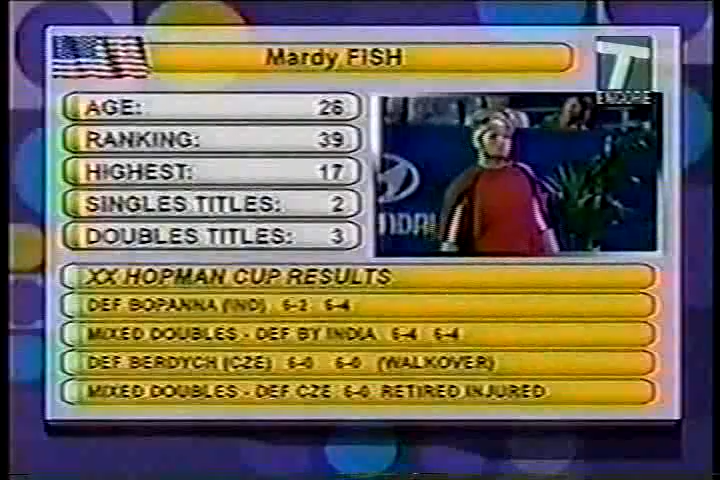 Mardy FISH
T
ENCORE
AGE: 26
RANKING: 39
HIGHEST: 17
SINGLES TITLES: 2
DOUBLES TITLES: 3
HYUNDAI
XX HOPMAN CUP RESULTS
DEF BOPANNA (IND) 6-2 6-4
MIXED DOUBLES - DEF BY INDIA 6-4 6-4
DEF BERDYCH (CZE) 6-0 6-0 (WALKOVER)
MIXED DOUBLES - DEF CZE 6-0 RETIRED INJURED